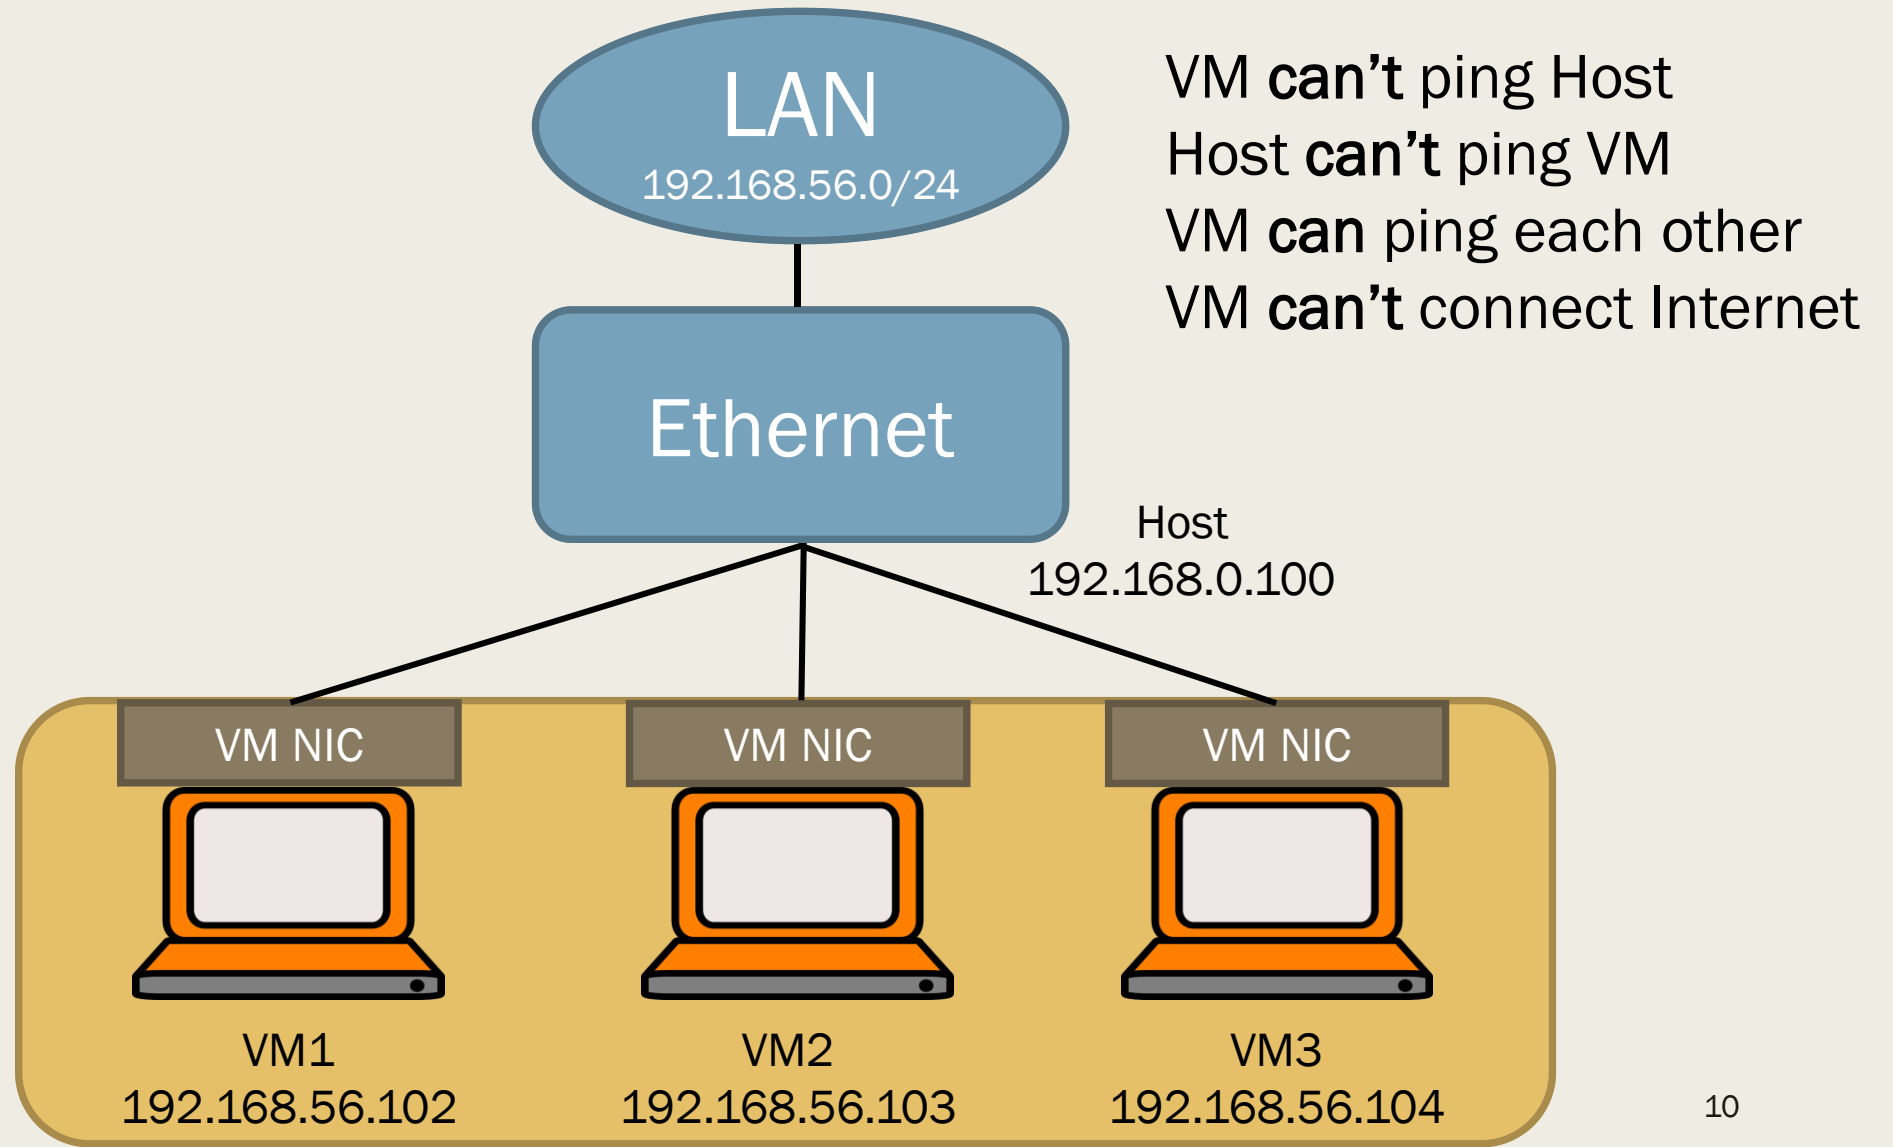 LAN
192.168.56.0/24
VM can’t ping Host
Host can’t ping VM
VM can ping each other
VM can’t connect Internet
Ethernet
Host
192.168.0.100
VM NIC
VM NIC
VM NIC
VM1
192.168.56.102
VM2
192.168.56.103
VM3
192.168.56.104
10